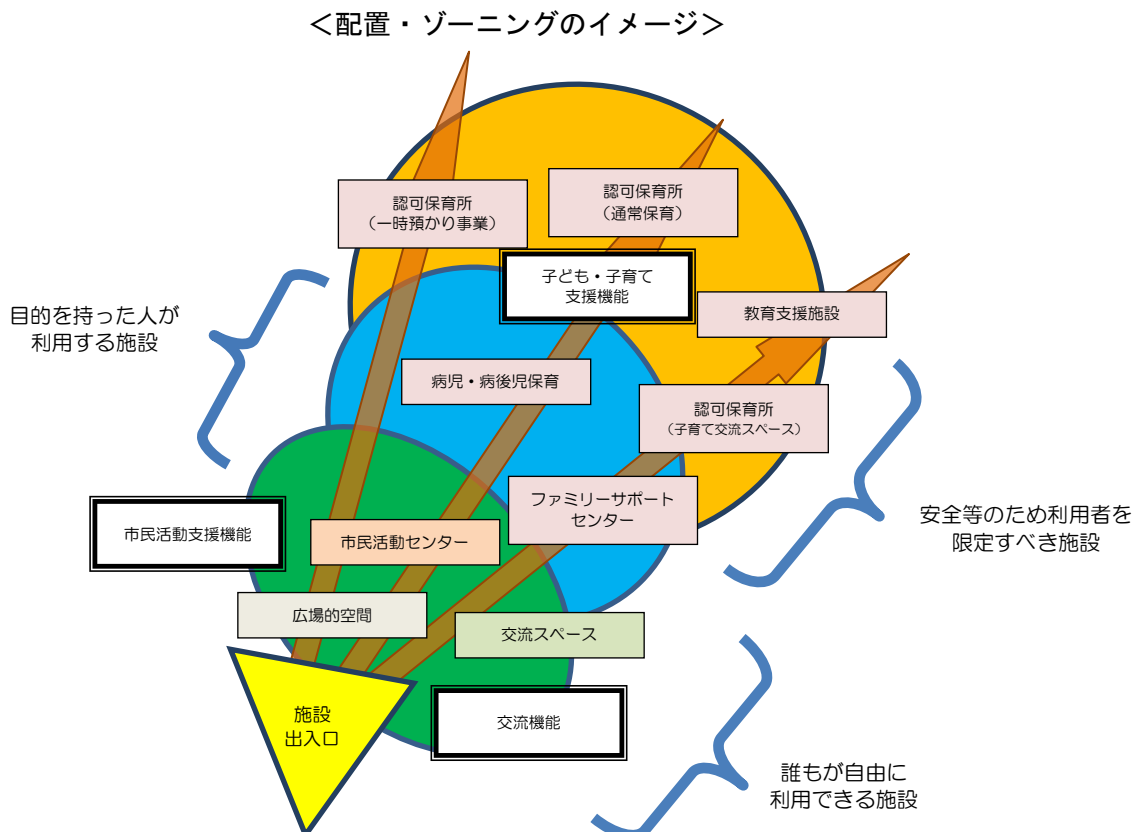 ＜配置・ゾーニングのイメージ＞
認可保育所
（一時預かり事業）
認可保育所
（通常保育）
子ども・子育て
支援機能
目的を持った人が
利用する施設
教育支援施設
病児・病後児保育
認可保育所
（子育て交流スペース）
ファミリーサポート
センター
市民活動支援機能
市民活動センター
安全等のため利用者を
限定すべき施設
広場的空間
交流スペース
施設
出入口
交流機能
誰もが自由に
利用できる施設